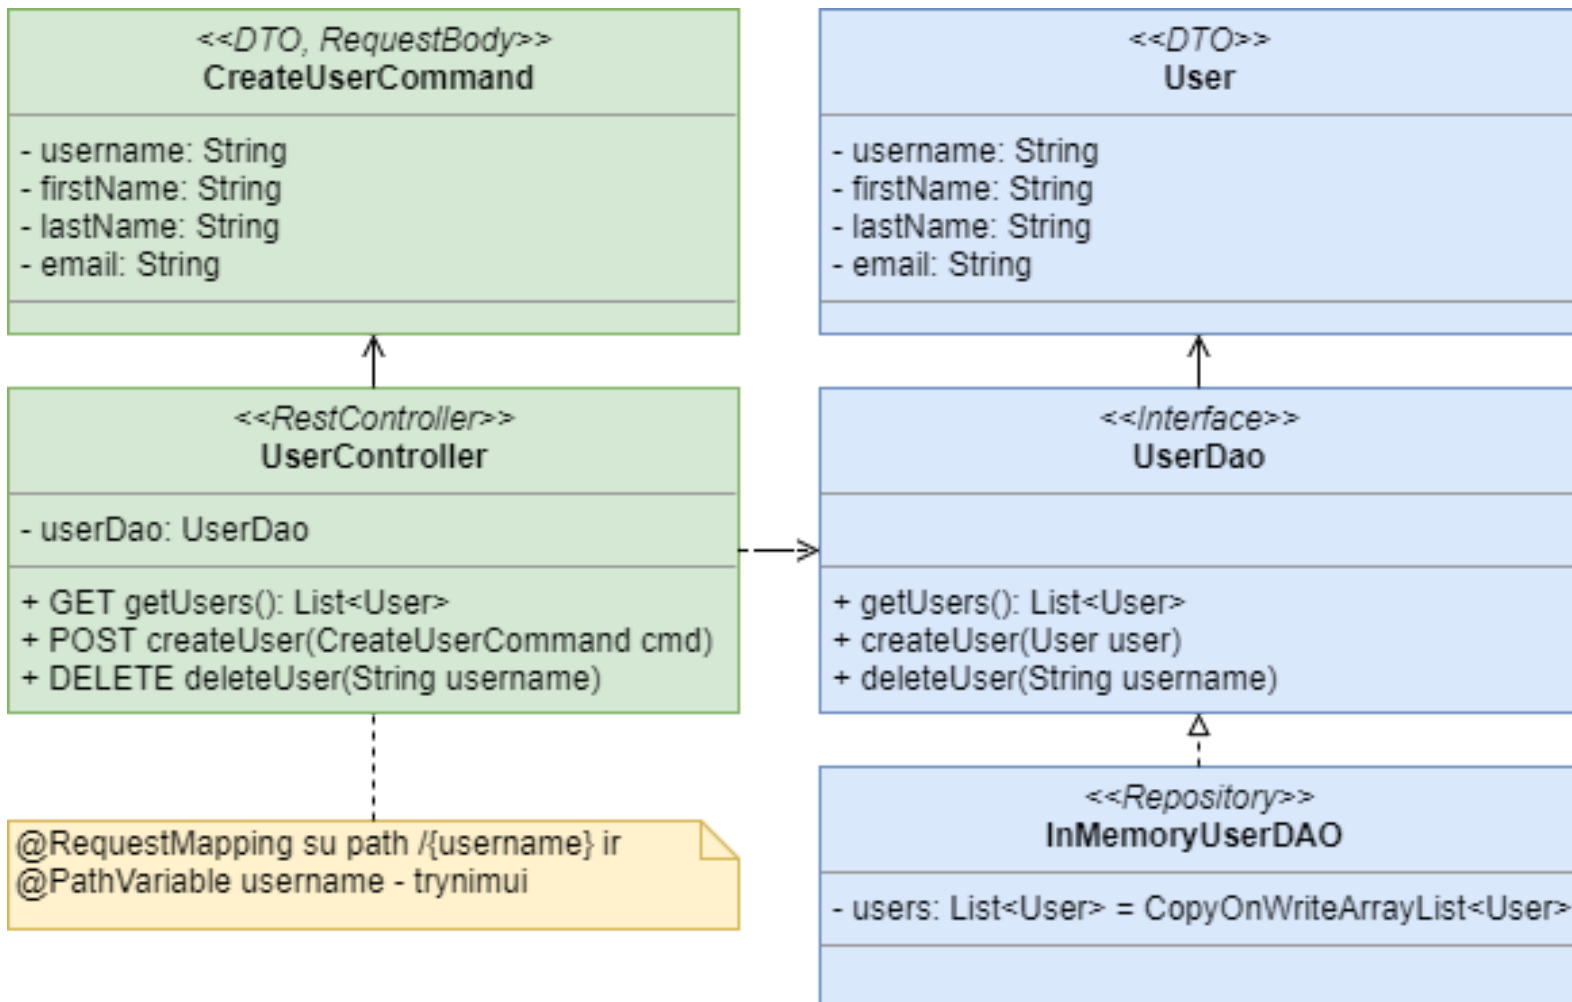 <<DTO, RequestBody>>
CreateUserCommand
- username: String
- firstName: String
- lastName: String
- email: String
<<DTO>>
User
- username: String
- firstName: String
- lastName: String
- email: String
<<RestController>>
UserController
- userDao: UserDao
+ GET getUsers(): List<User>
+ POST createUser(CreateUserCommand cmd)
+ DELETE deleteUser(String username)
<<Interface>>
UserDao
+ getUsers(): List<User>
+ createUser(User user)
+ deleteUser(String username)
@RequestMapping su path /{username} ir
@PathVariable username - trynimui
<<Repository>>
InMemoryUserDAO
- users: List<User> = CopyOnWriteArrayList<User>